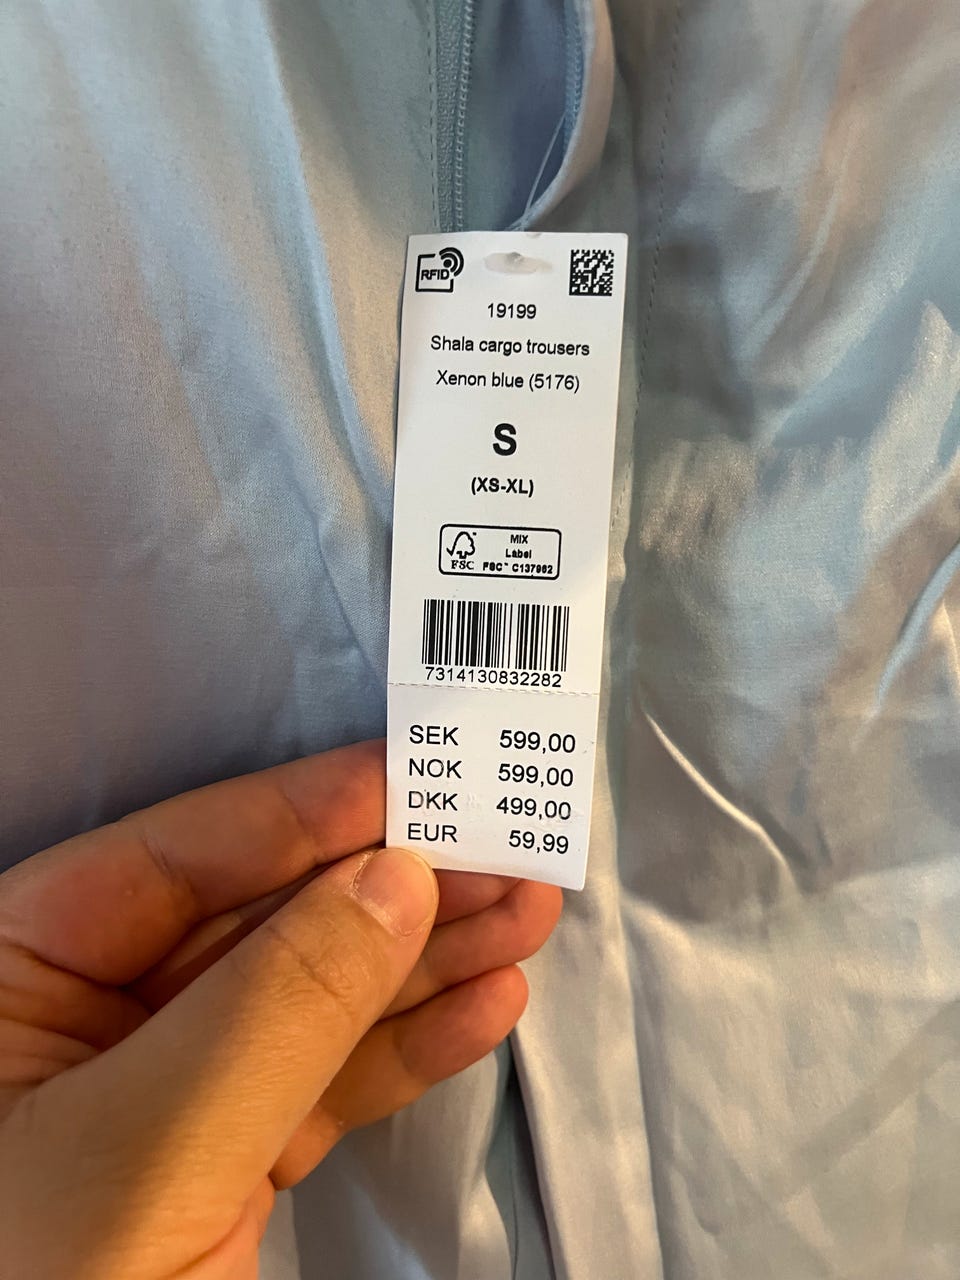 RFID
19199
Shala cargo trousers
Xenon blue (5176)
S
(XS-XL)
FSC™
MIX
Label
FSC™ C137962
7314130832282
SEK 599,00
NOK 599,00
DKK 499,00
EUR 59,99